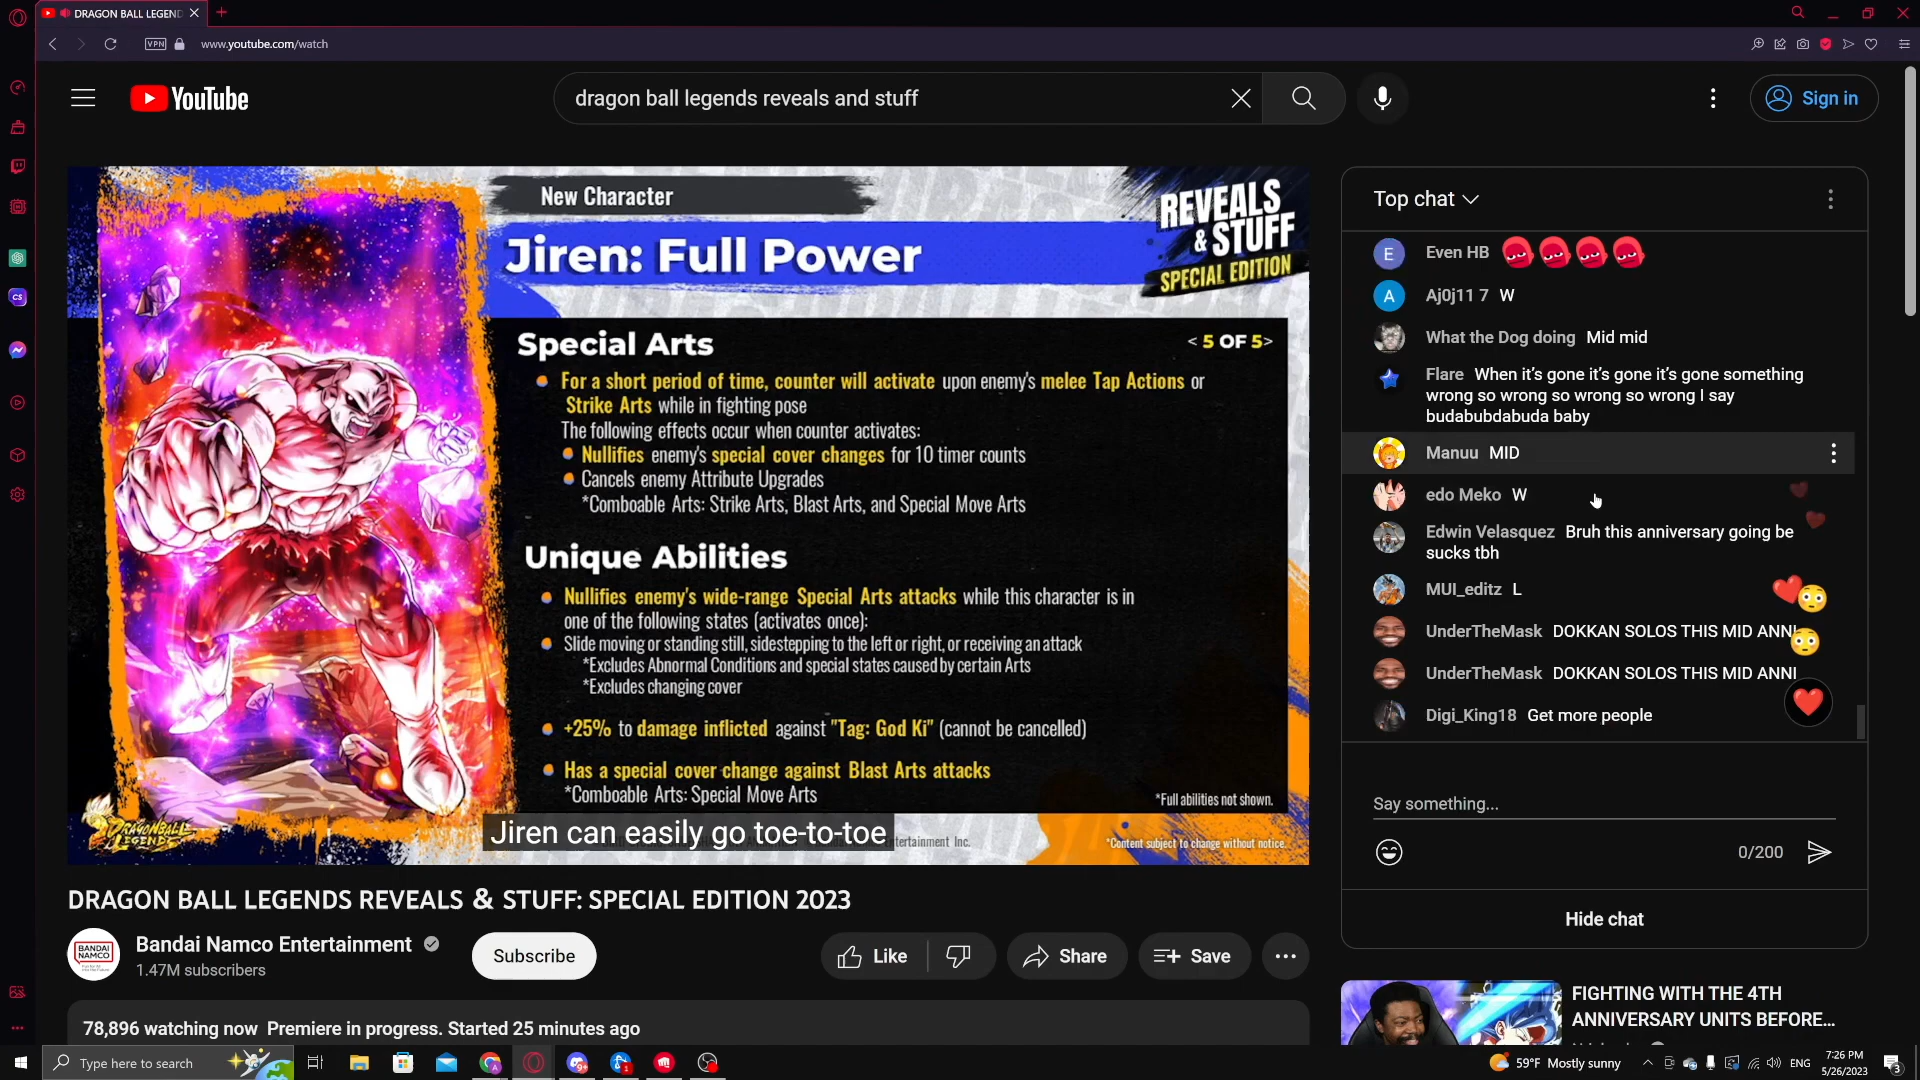 DRAGON BALL LEGEND
VPN
www.youtube.com/watch
YouTube
dragon ball legends reveals and stuff
Sign in
New Character
REVEALS
& STUFF
SPECIAL EDITION
Jiren: Full Power
Special Arts
< 5 OF 5>
For a short period of time, counter will activate upon enemy's melee Tap Actions or
Strike Arts while in fighting pose
The following effects occur when counter activates:
Nullifies enemy's special cover changes for 10 timer counts
Cancels enemy Attribute Upgrades
*Comboable Arts: Strike Arts, Blast Arts, and Special Move Arts
Unique Abilities
Nullifies enemy's wide-range Special Arts attacks while this character is in
one of the following states (activates once):
Slide moving or standing still, sidestepping to the left or right, or receiving an attack
*Excludes Abnormal Conditions and special states caused by certain Arts
*Excludes changing cover
+25% to damage inflicted against "Tag: God Ki" (cannot be cancelled)
Has a special cover change against Blast Arts attacks
*Comboable Arts: Special Move Arts
*Full abilities not shown.
DRAGONBALL
LEGENDS
Jiren can easily go toe-to-toe
tertainment Inc.
*Content subject to change without notice.
DRAGON BALL LEGENDS REVEALS & STUFF: SPECIAL EDITION 2023
BANDAI
NAMCO
Bandai Namco Entertainment
1.47M subscribers
Subscribe
Like
Share
Save
78,896 watching now Premiere in progress. Started 25 minutes ago
Top chat
E
Even HB
A
Aj0j11 7 W
What the Dog doing Mid mid
Flare When it's gone it's gone it's gone something
wrong so wrong so wrong so wrong I say
budabubdabuda baby
Manuu MID
edo Meko W
Edwin Velasquez Bruh this anniversary going be
sucks tbh
MUI_editz L
UnderTheMask DOKKAN SOLOS THIS MID ANNI
UnderTheMask DOKKAN SOLOS THIS MID ANNI
Digi_King18 Get more people
Say something...
0/200
Hide chat
FIGHTING WITH THE 4TH
ANNIVERSARY UNITS BEFORE...
CS
Type here to search
59°F Mostly sunny
ENG
7:26 PM
5/26/2023
3